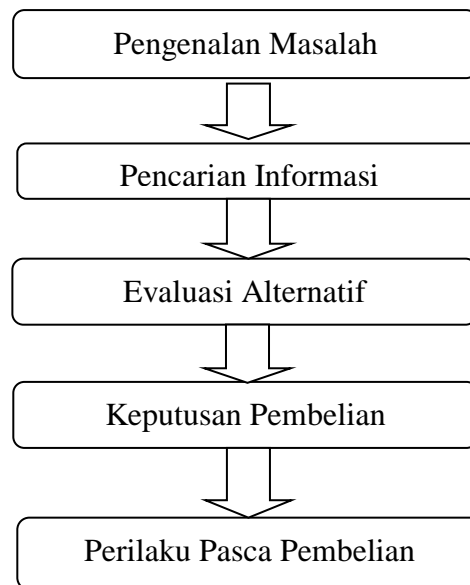 Pengenalan Masalah
Pencarian Informasi
Evaluasi Alternatif
Keputusan Pembelian
Perilaku Pasca Pembelian